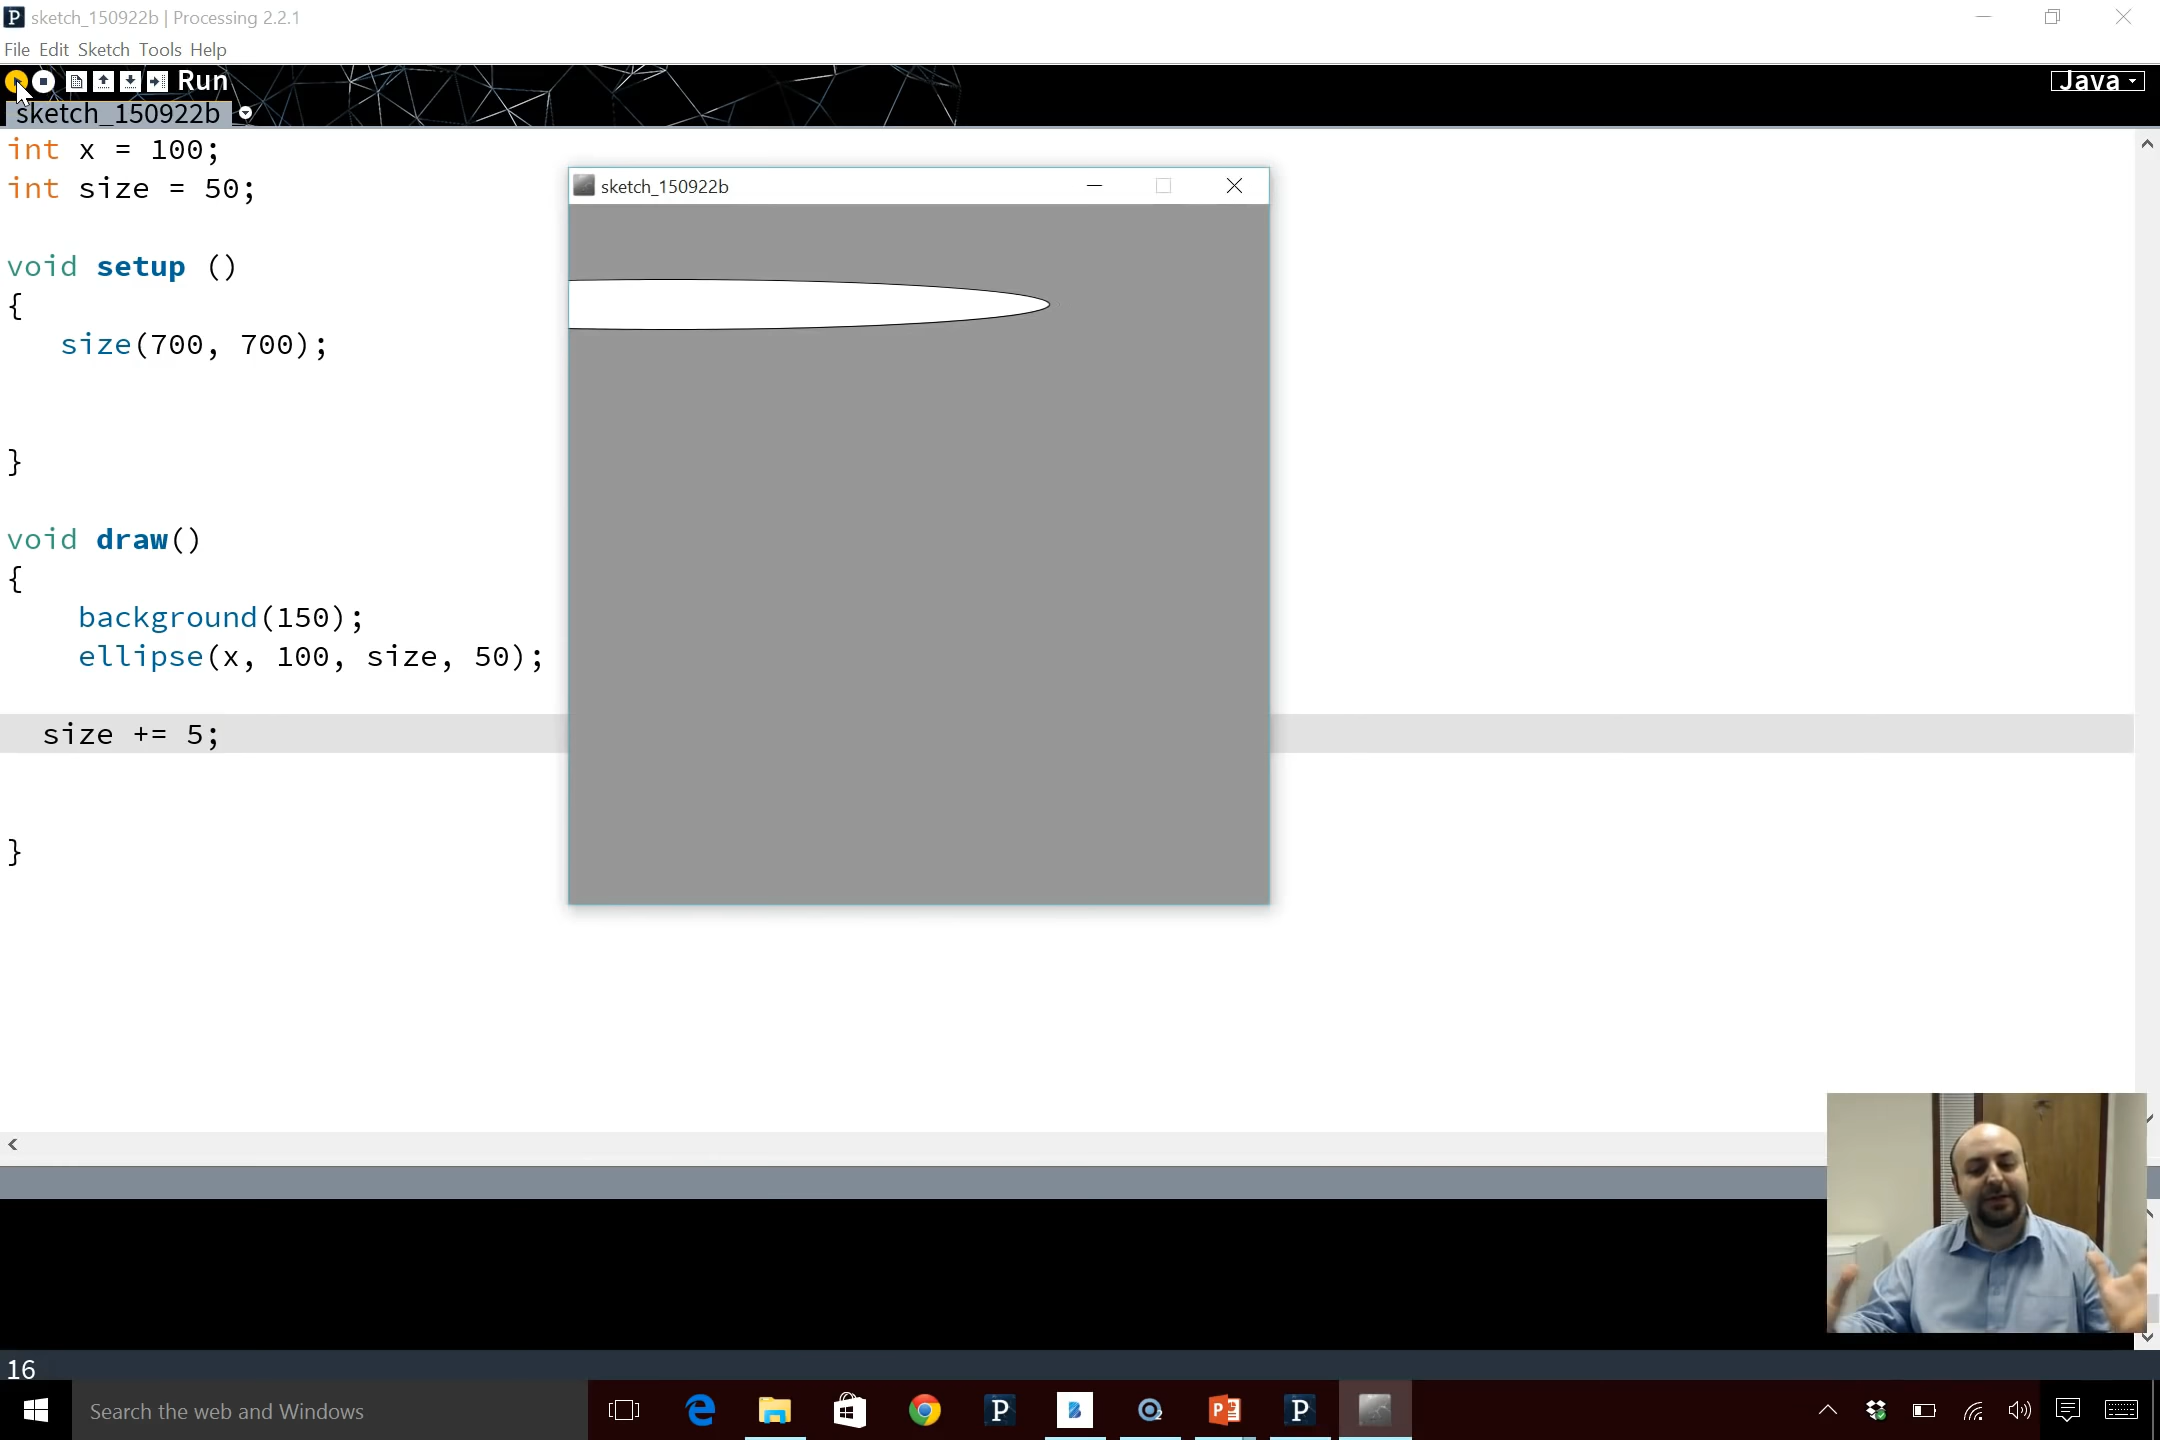 sketch_150922b | Processing 2.2.1
File Edit Sketch Tools Help
Run
Java
sketch_150922b
int x = 100;
int size = 50;
void setup ()
{
size(700, 700);
}
void draw()
{
background(150);
ellipse(x, 100, size, 50);
size += 5;
}
sketch_150922b
16
Search the web and Windows